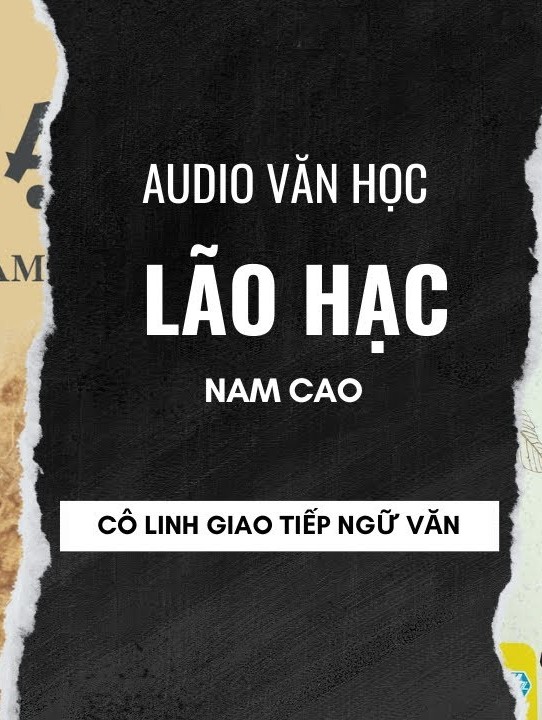 AUDIO VĂN HỌC
LÃO HẠC
NAM CAO
CÔ LINH GIAO TIẾP NGỮ VĂN